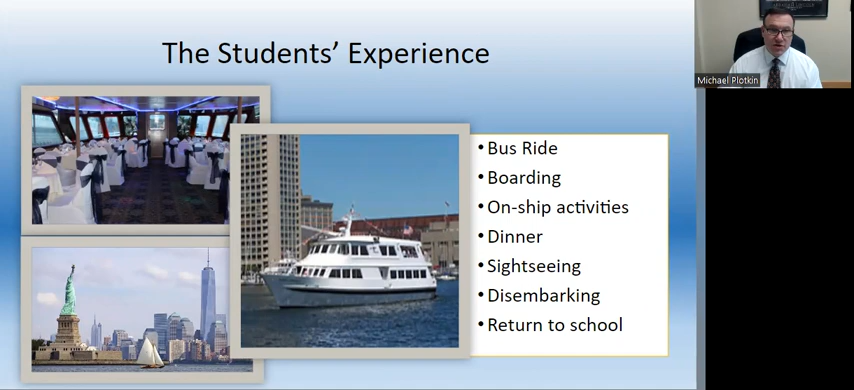 The Students' Experience
Michael Plotkin
• Bus Ride
• Boarding
• On-ship activities
• Dinner
• Sightseeing
• Disembarking
• Return to school